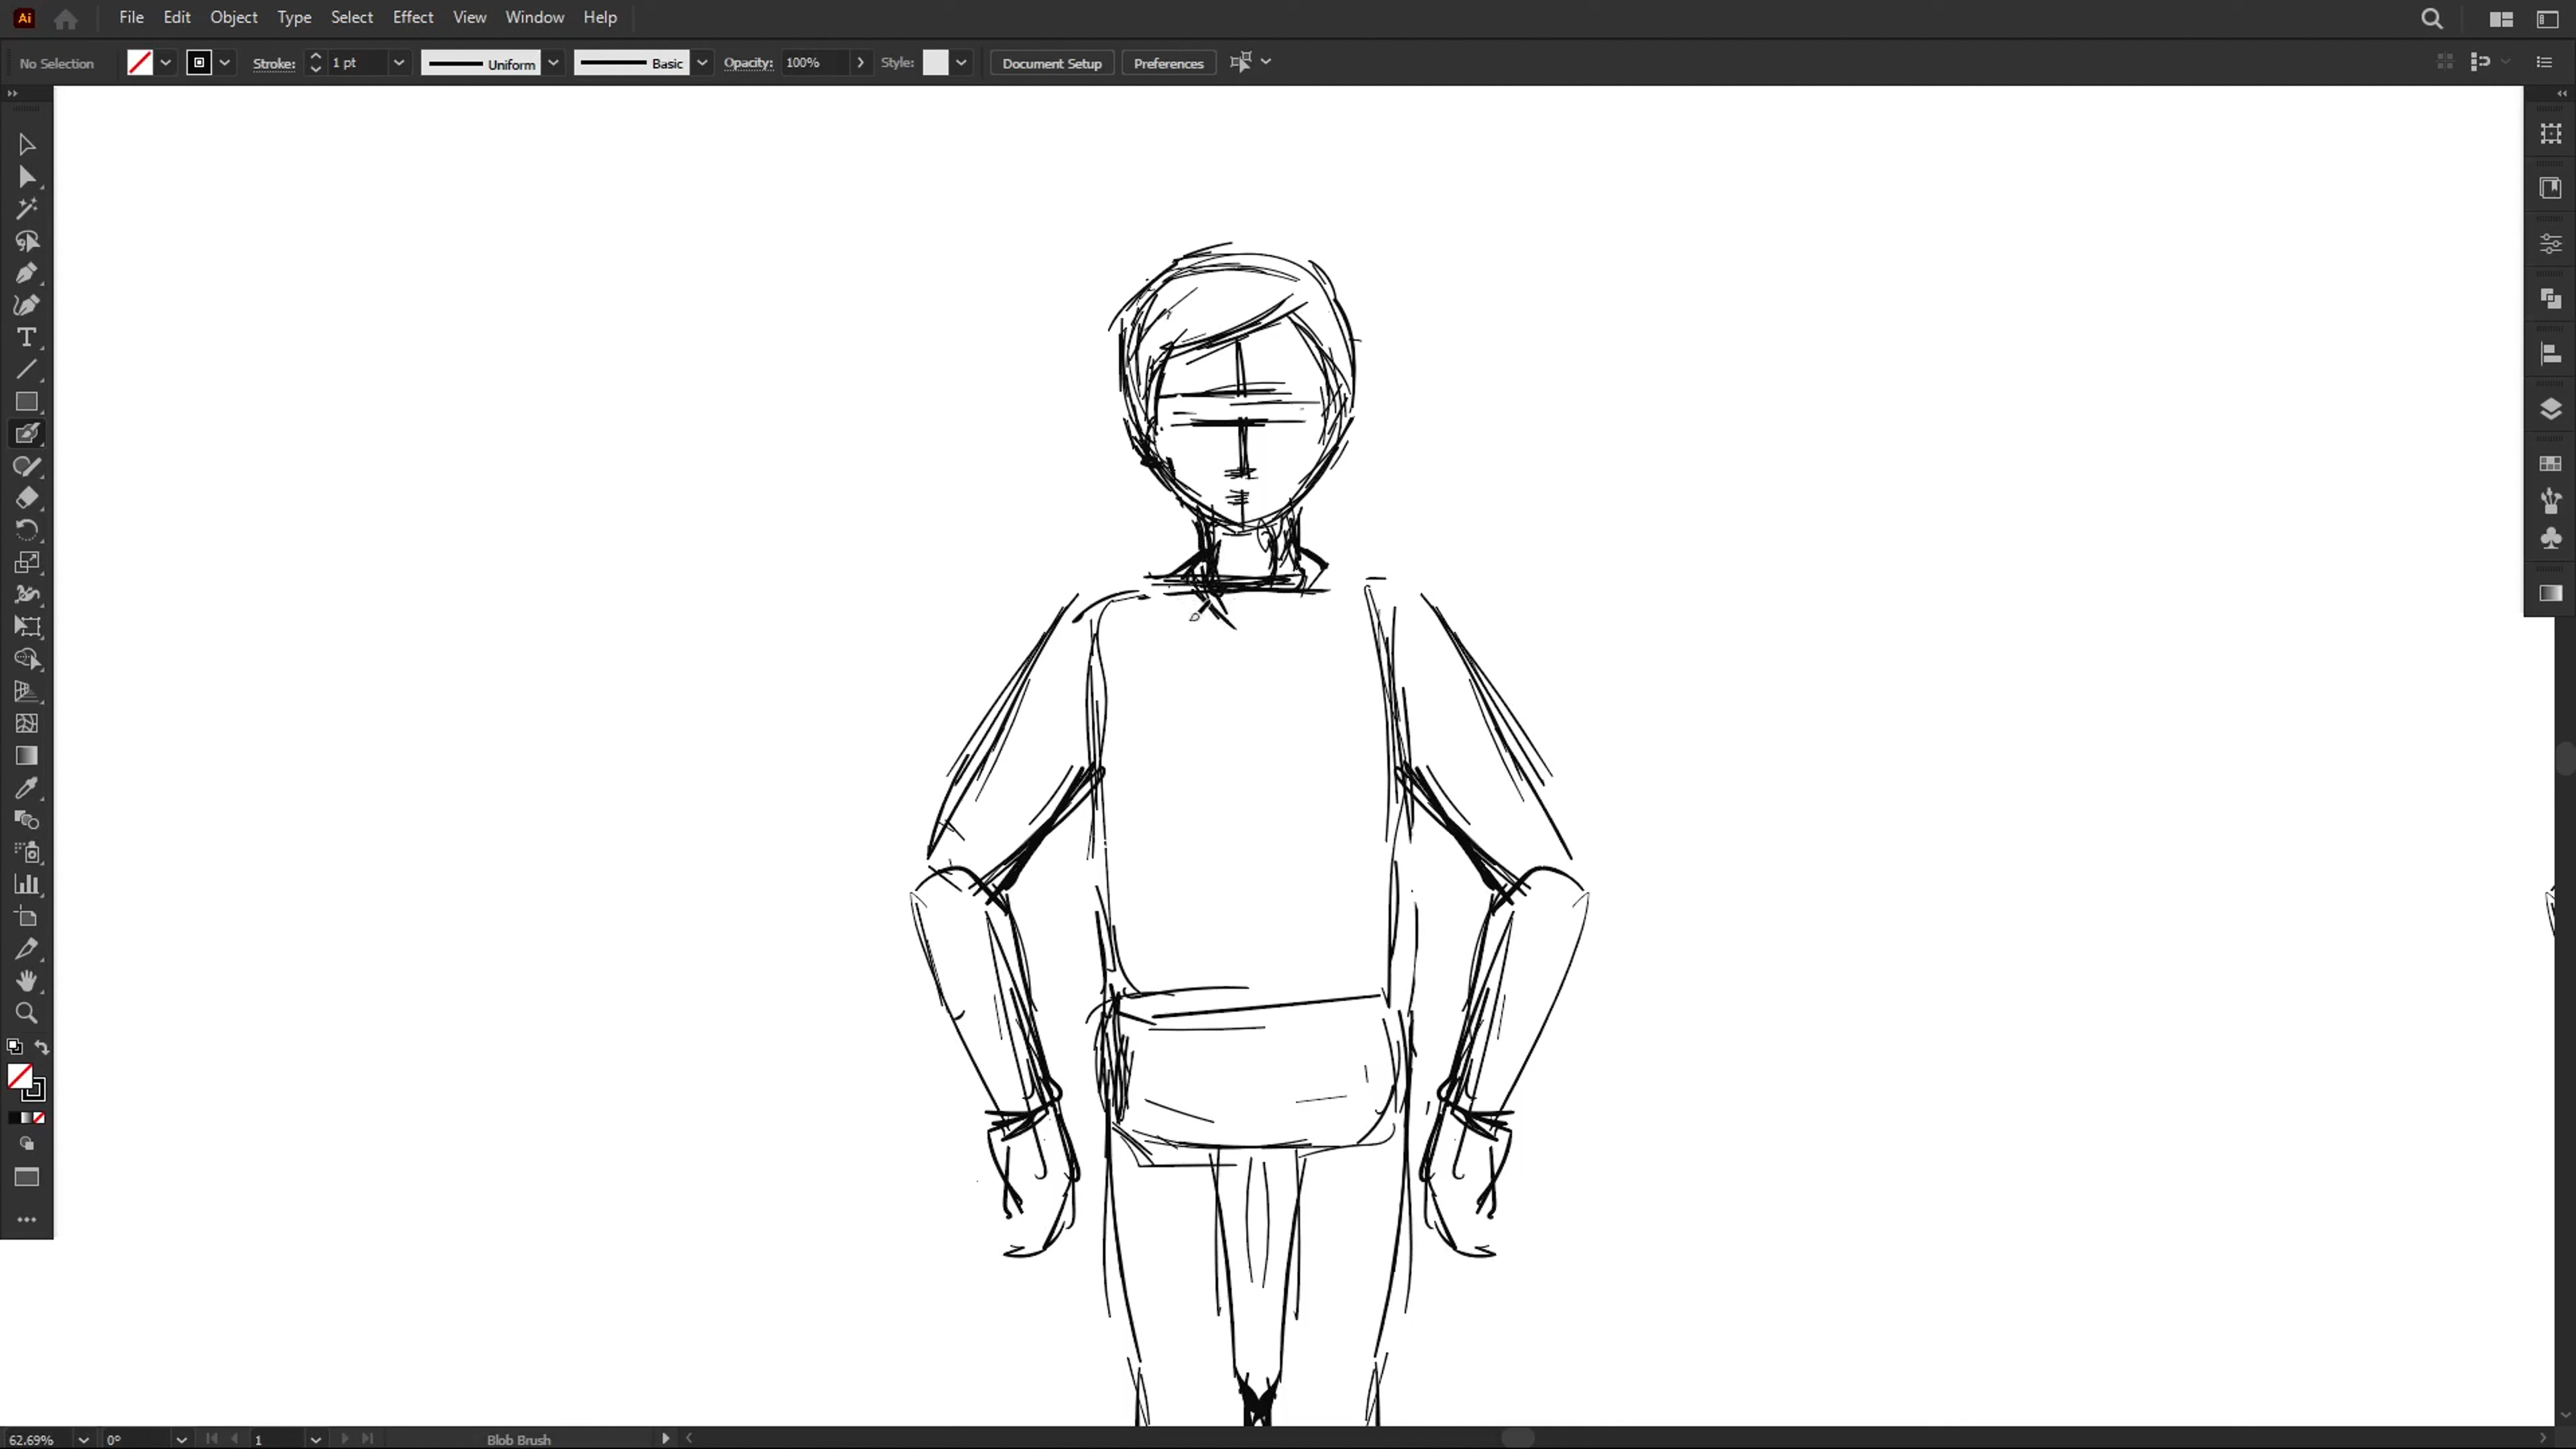 Ai File Edit Object Type Select Effect View Window Help
No Selection Stroke: 1 pt Uniform Basic Opacity: 100% Style: Document Setup Preferences
T
62.69% 0° 1 Blob Brush